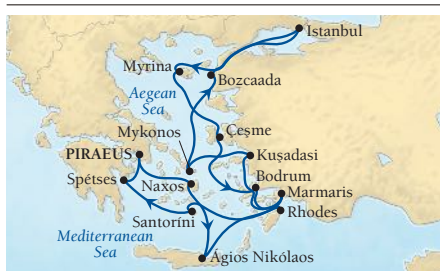 Istanbul
Myrina
Bozcaada
Aegean
Sea
Mykonos
Çeşme
PIRAEUS
Kuşadasi
Spétses
Naxos
Bodrum
Marmaris
Santoríni
Rhodes
Mediterranean
Sea
Ágios Nikólaos